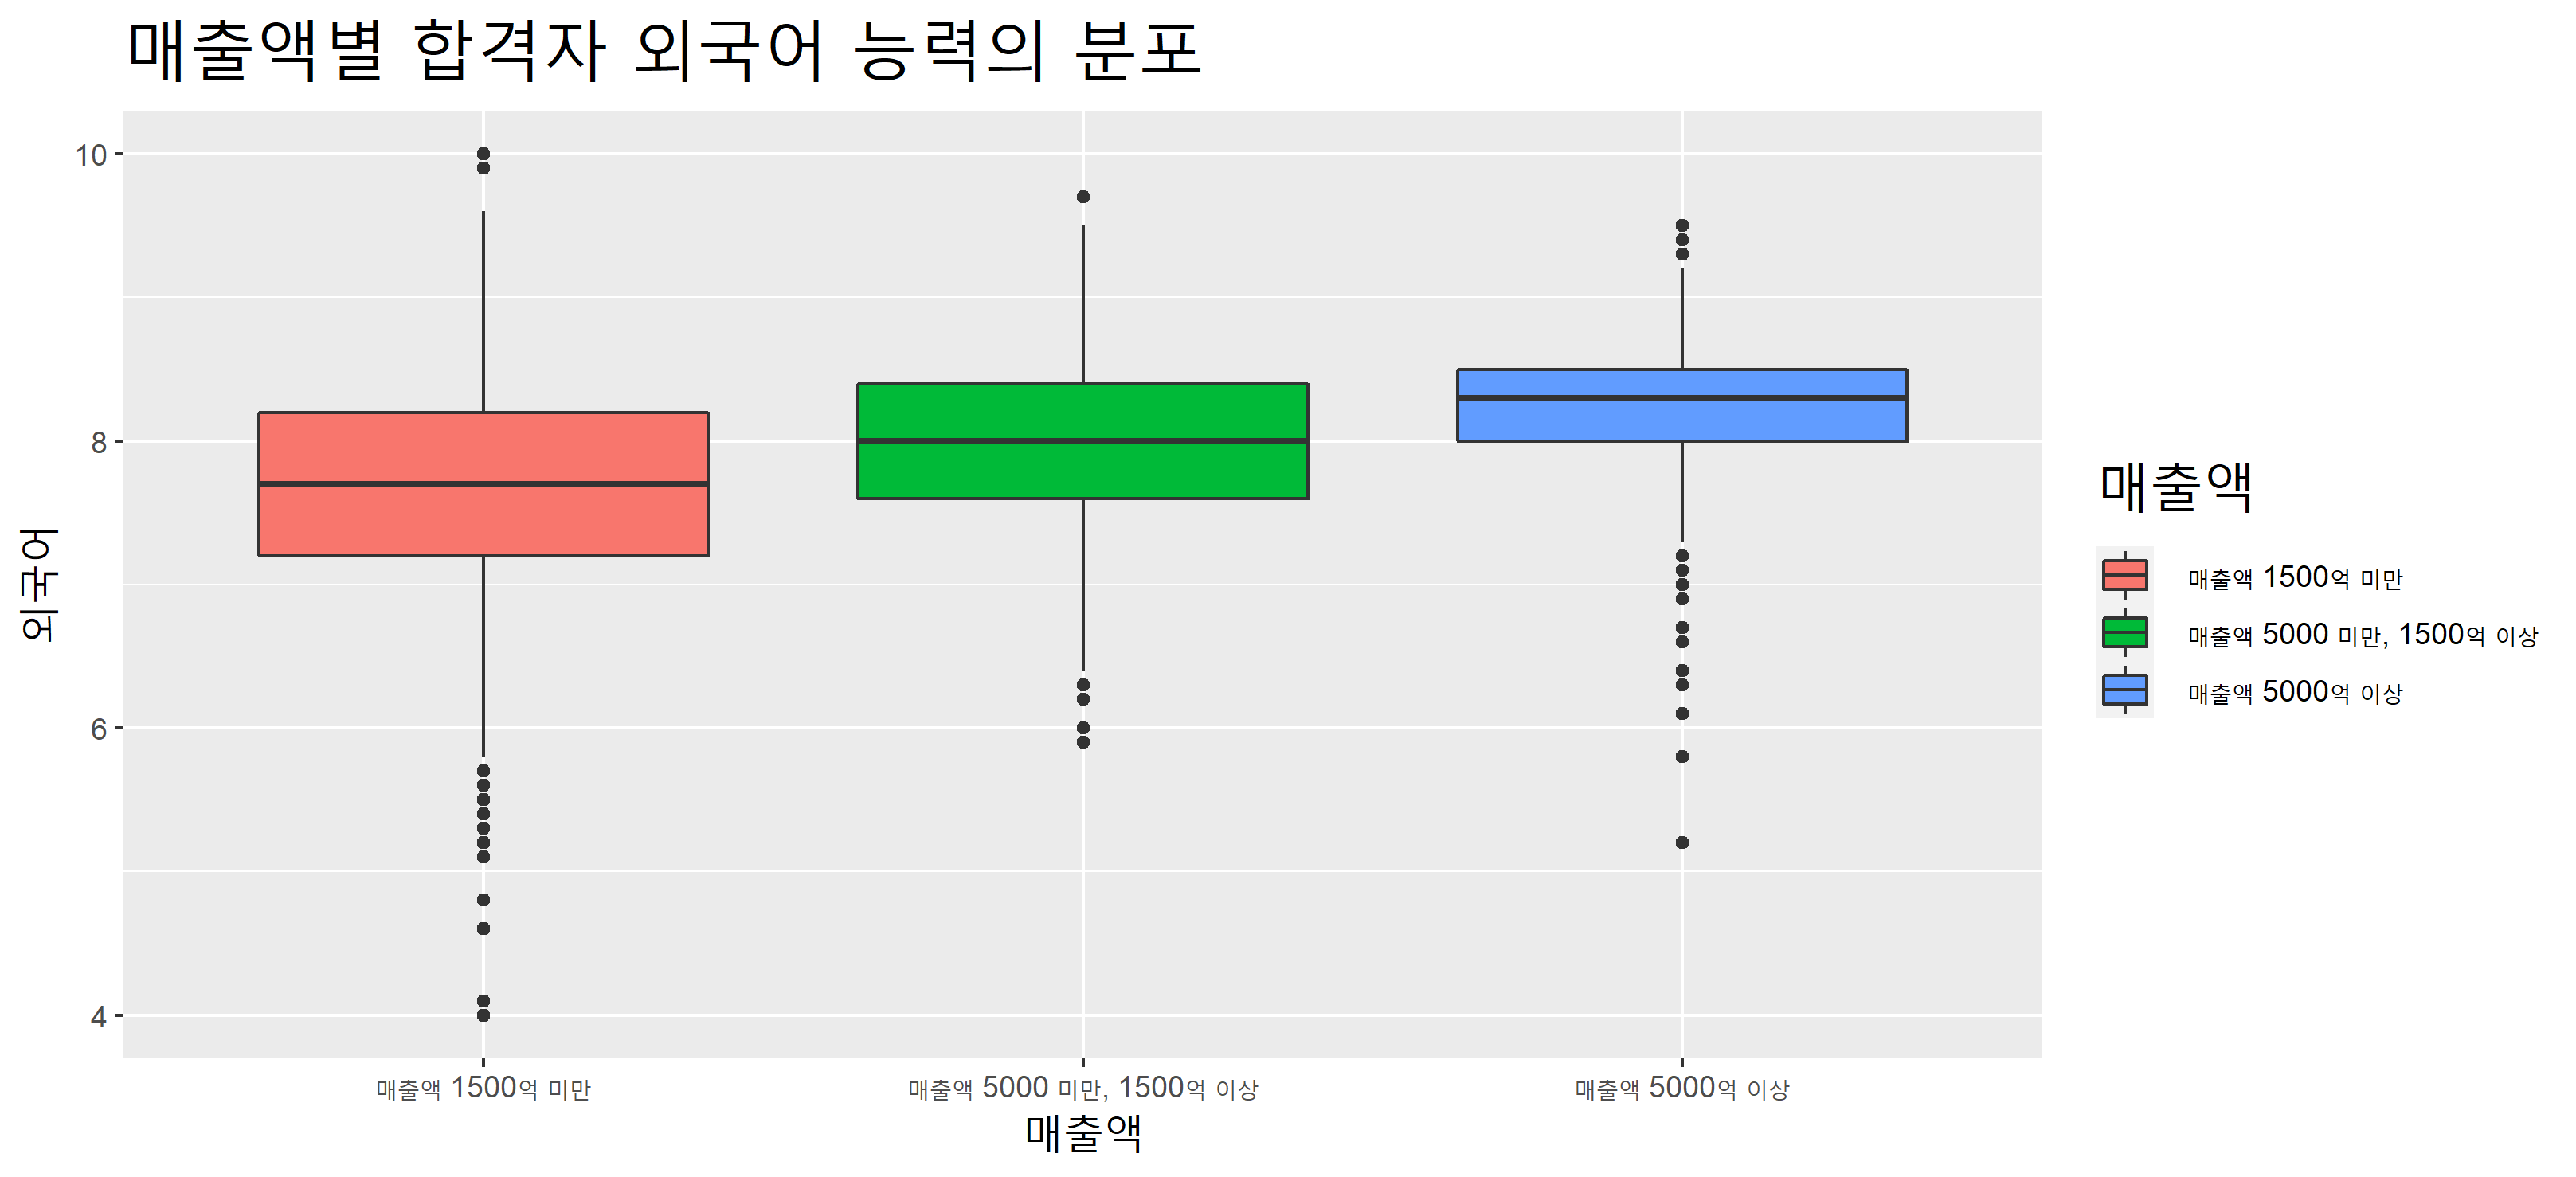 매출액별 합격자 외국어 능력의 분포
10
8
6
4
외국어
매출액 1500억 미만
매출액 5000 미만, 1500억 이상
매출액 5000억 이상
매출액
매출액
매출액 1500억 미만
매출액 5000 미만, 1500억 이상
매출액 5000억 이상